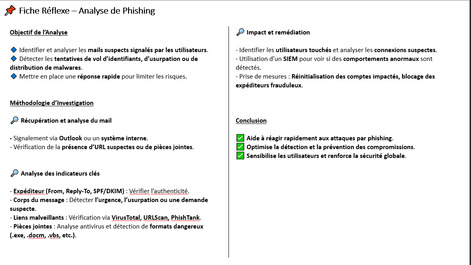 📌 Fiche Réflexe – Analyse de Phishing
Objectif de l'Analyse
🔷 Identifier et analyser les mails suspects signalés par les utilisateurs.
🔷 Détecter les tentatives de vol d'identifiants, d'usurpation ou de
distribution de malwares.
🔷 Mettre en place une réponse rapide pour limiter les risques.
Méthodologie d'Investigation
🔎 Récupération et analyse du mail
- Signalement via Outlook ou un système interne.
- Vérification de la présence d'URL suspectes ou de pièces jointes.
🔎 Analyse des indicateurs clés
- Expéditeur (From, Reply-To, SPF/DKIM) : Vérifier l'authenticité.
- Corps du message : Détecter l'urgence, l'usurpation ou une demande
suspecte.
- Liens malveillants : Vérification via VirusTotal, URLScan, PhishTank.
- Pièces jointes : Analyse antivirus et détection de formats dangereux
(.exe, .docm, .vbs, etc.).
🔎 Impact et remédiation
- Identifier les utilisateurs touchés et analyser les connexions suspectes.
- Utilisation d'un SIEM pour voir si des comportements anormaux sont
détectés.
- Prise de mesures : Réinitialisation des comptes impactés, blocage des
expéditeurs frauduleux.
Conclusion
✅ Aide à réagir rapidement aux attaques par phishing.
✅ Optimise la détection et la prévention des compromissions.
✅ Sensibilise les utilisateurs et renforce la sécurité globale.